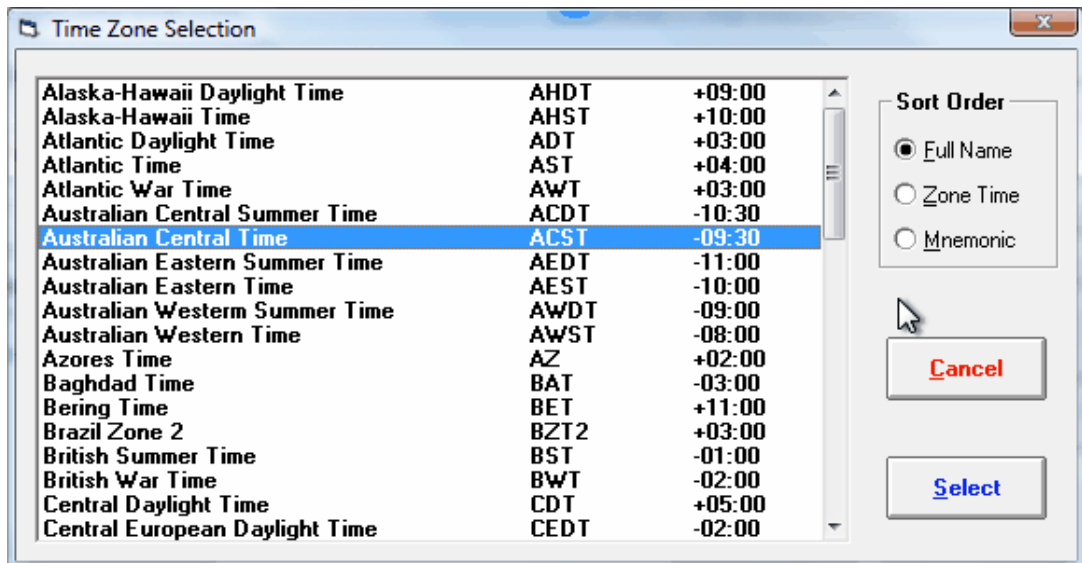 Time Zone Selection
Alaska-Hawaii Daylight Time AHDT +09:00
Alaska-Hawaii Time AHST +10:00
Atlantic Daylight Time ADT +03:00
Atlantic Time AST +04:00
Atlantic War Time AWT +03:00
Australian Central Summer Time ACDT -10:30
Australian Central Time ACST -09:30
Australian Eastern Summer Time AEDT -11:00
Australian Eastern Time AEST -10:00
Australian Westerm Summer Time AWDT -09:00
Australian Western Time AWST -08:00
Azores Time AZ +02:00
Baghdad Time BAT -03:00
Bering Time BET +11:00
Brazil Zone 2 BZT2 +03:00
British Summer Time BST -01:00
British War Time BWT -02:00
Central Daylight Time CDT +05:00
Central European Daylight Time CEDT -02:00
Sort Order
Full Name
Zone Time
Mnemonic
Cancel
Select